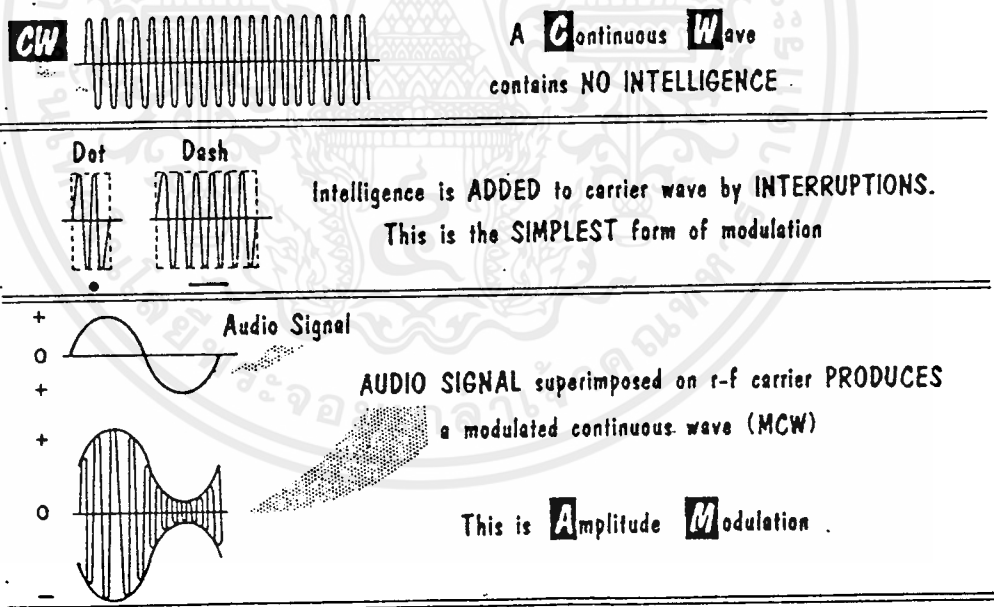 CW
A Continuous Wave
contains NO INTELLIGENCE
Dot Dash
Intelligence is ADDED to carrier wave by INTERRUPTIONS.
This is the SIMPLEST form of modulation
+
0
+
Audio Signal
AUDIO SIGNAL superimposed on r-f carrier PRODUCES
a modulated continuous wave (MCW)
+
0
-
This is Amplitude Modulation.